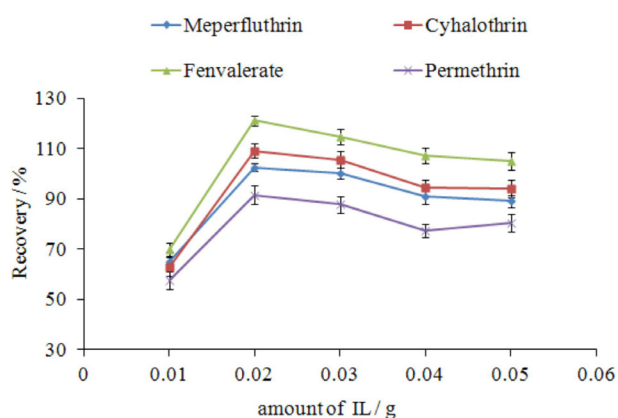 Meperfluthrin Cyhalothrin
Fenvalerate Permethrin
130
110
90
70
50
30
0 0.01 0.02 0.03 0.04 0.05 0.06
Recovery / %
amount of IL / g